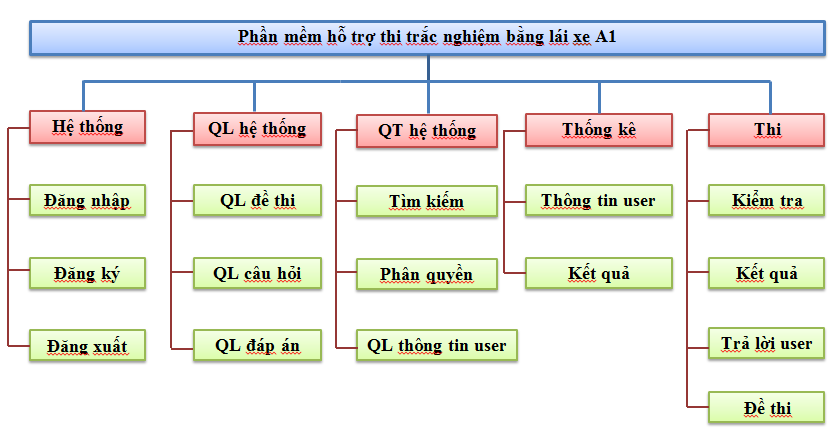 Phần mềm hỗ trợ thi trắc nghiệm bằng lái xe A1
Hệ thống
QL hệ thống
QT hệ thống
Thống kê
Thi
Đăng nhập
QL đề thi
Tìm kiếm
Thông tin user
Kiểm tra
Đăng ký
QL câu hỏi
Phân quyền
Kết quả
Kết quả
Đăng xuất
QL đáp án
QL thông tin user
Trả lời user
Đề thi